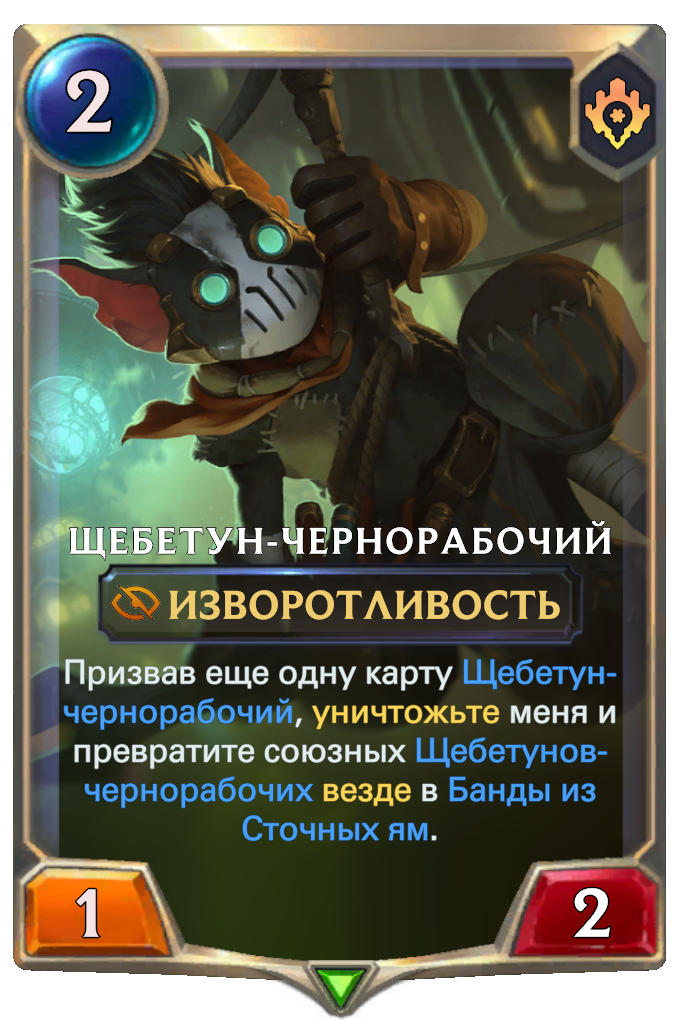 2
ЩЕБЕТУН-ЧЕРНОРАБОЧИЙ
ИЗВОРОТЛИВОСТЬ
Призвав еще одну карту Щебетун-
чернорабочий, уничтожьте меня и
превратите союзных Щебетунов-
чернорабочих везде в Банды из
Сточных ям.
1
2